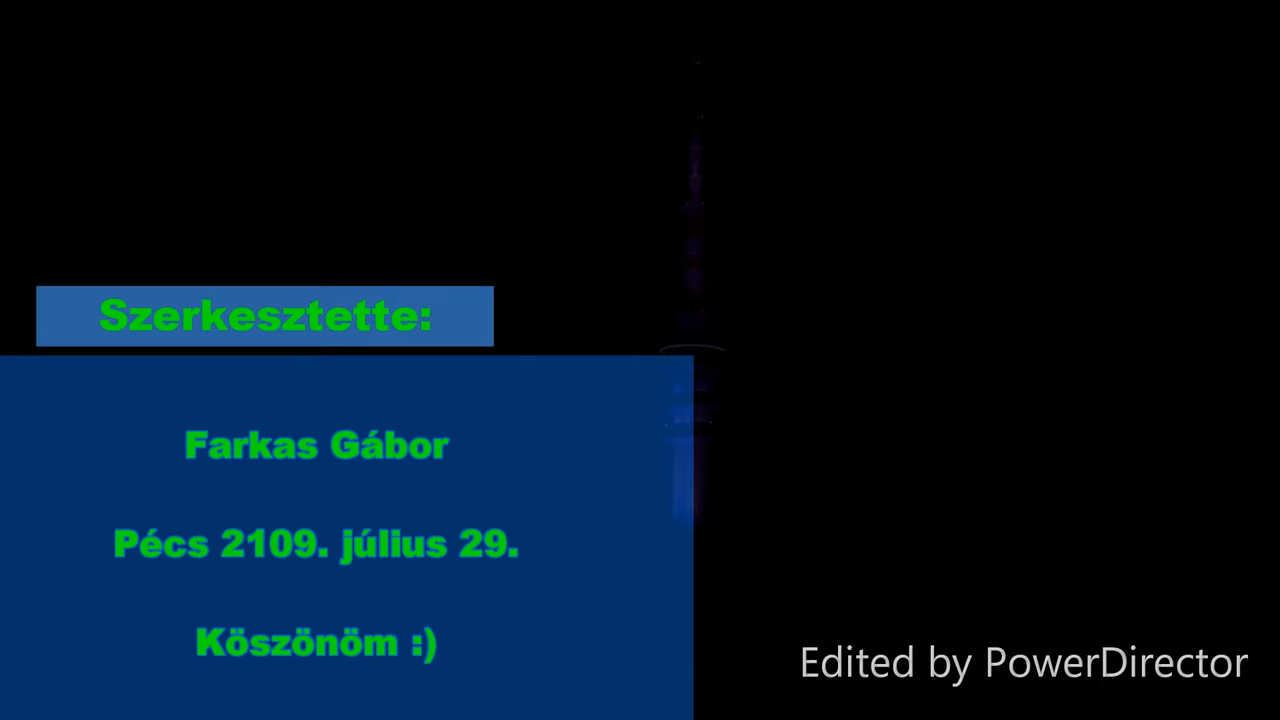 Szerkesztette:
Farkas Gábor
Pécs 2109. július 29.
Köszönöm :)
Edited by PowerDirector